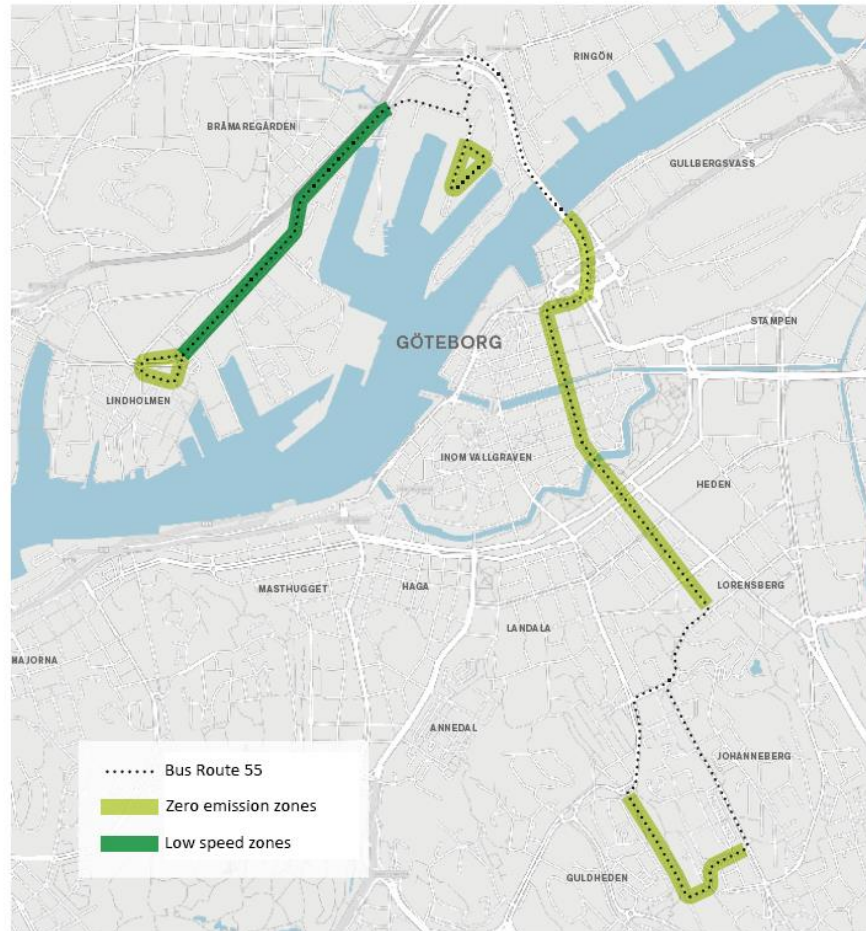 RINGÖN
BRÄMAREGÅRDEN
GULLBERGSVASS
STAMPEN
GÖTEBORG
LINDHOLMEN
INOM VALLGRAVEN
HEDEN
MASTHUGGET
HAGA
LORENSBERG
LANDALA
MAJORNA
ANNEDAL
JOHANNEBERG
Bus Route 55
Zero emission zones
Low speed zones
GULDHEDEN